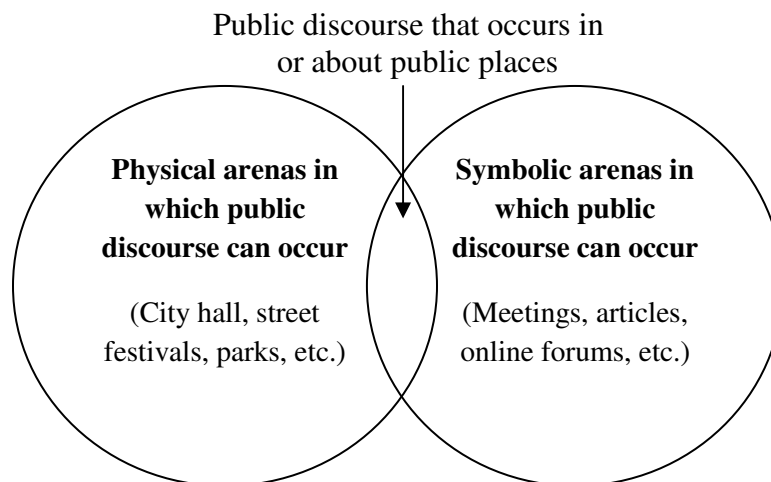 Public discourse that occurs in
or about public places
Physical arenas in
which public
discourse can occur
(City hall, street
festivals, parks, etc.)
Symbolic arenas in
which public
discourse can occur
(Meetings, articles,
online forums, etc.)